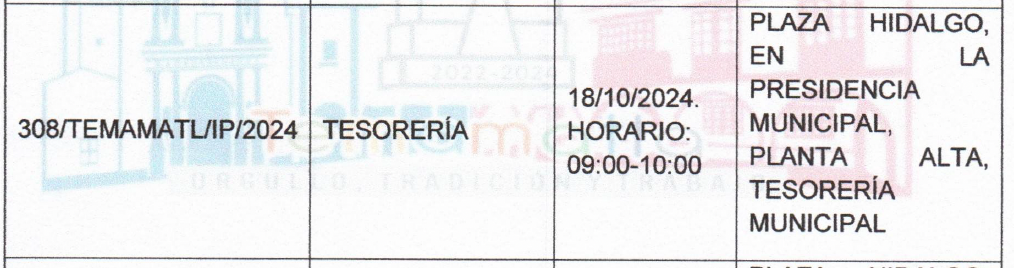 308/TEMAMATL/IP/2024
TESORERÍA
18/10/2024.
HORARIO:
09:00-10:00
PLAZA HIDALGO,
EN LA
PRESIDENCIA
MUNICIPAL,
PLANTA ALTA,
TESORERÍA
MUNICIPAL
2022-2024
Temamatla
ORGULLO, TRADICIÓN Y TRABAJO